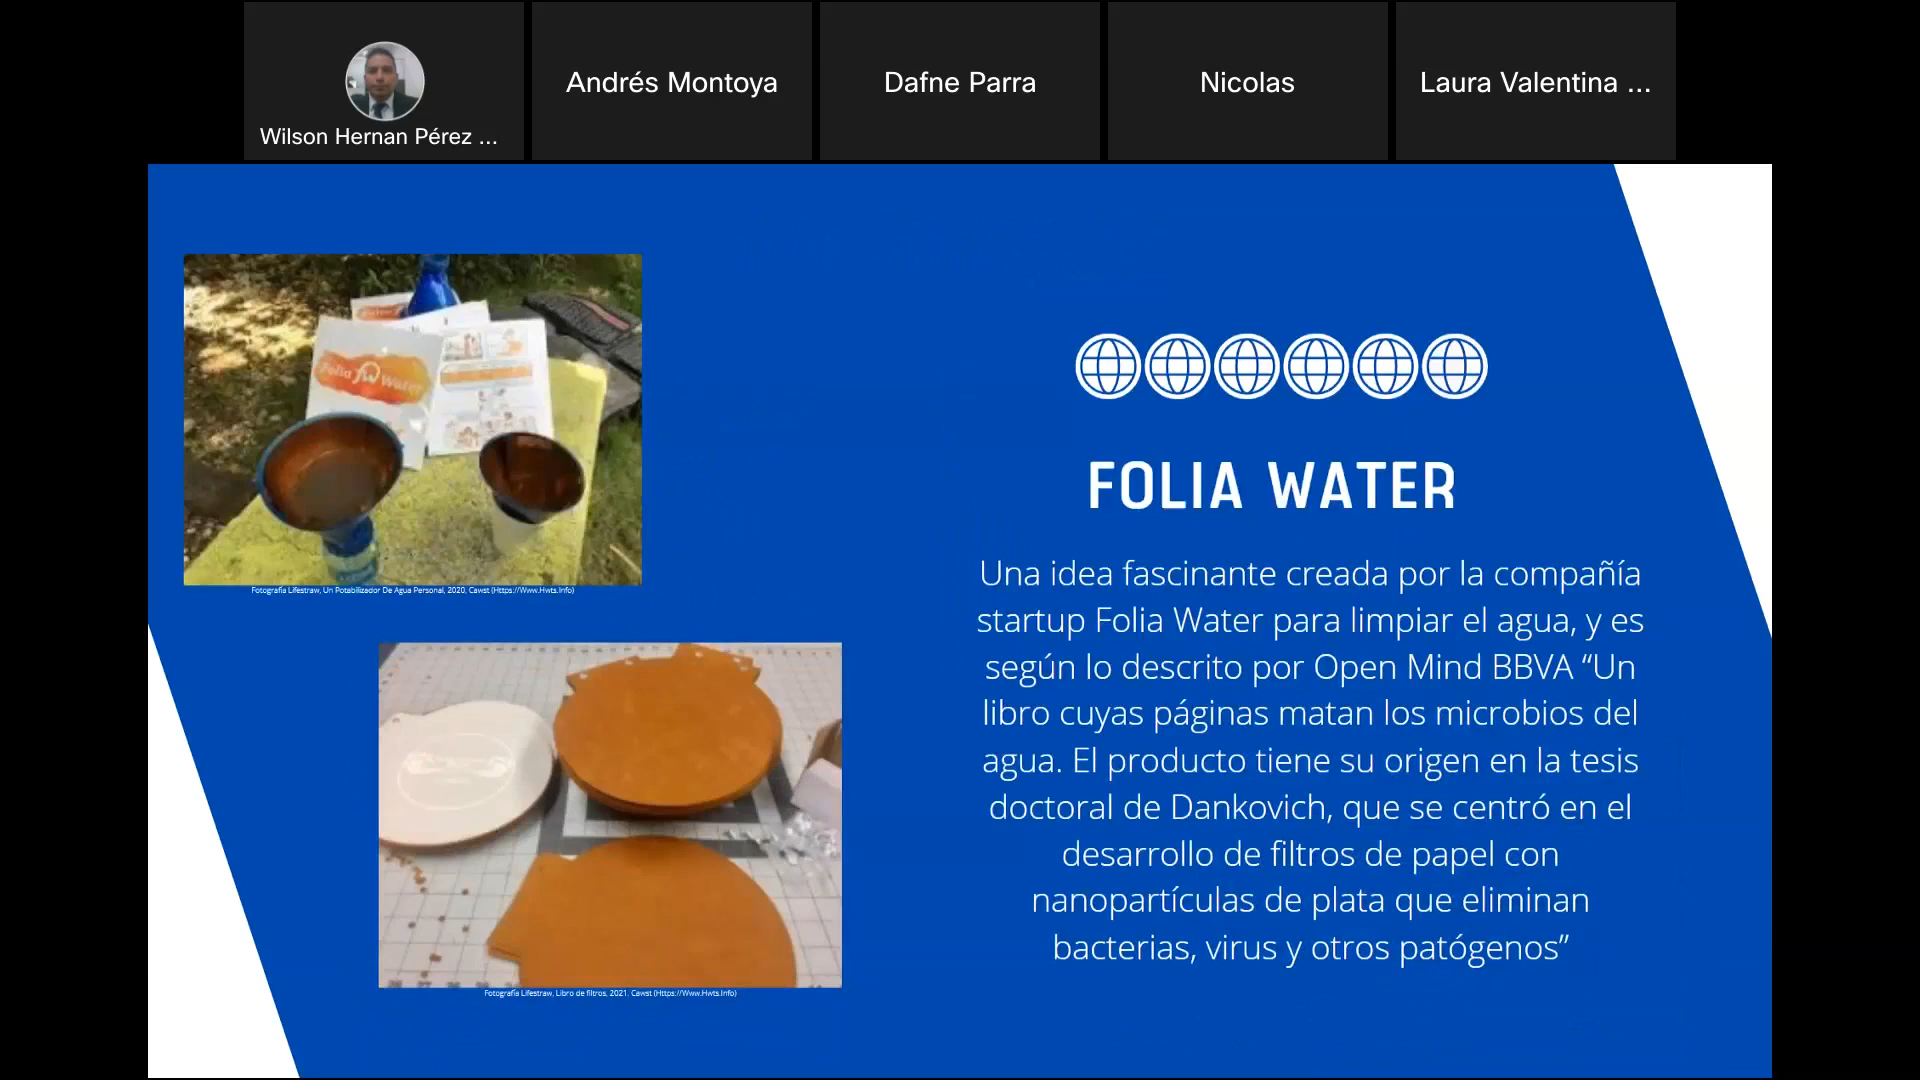 Wilson Hernan Pérez ...
Andrés Montoya
Dafne Parra
Nicolas
Laura Valentina ...
Folia Water
Fotografía Lifestraw, Un Potabilizador De Agua Personal, 2020, Cawst (Https://Www.Hwts.Info)
Fotografía Lifestraw, Libro de filtros, 2021, Cawst (Https://Www.Hwts.Info)
FOLIA WATER
Una idea fascinante creada por la compañía
startup Folia Water para limpiar el agua, y es
según lo descrito por Open Mind BBVA “Un
libro cuyas páginas matan los microbios del
agua. El producto tiene su origen en la tesis
doctoral de Dankovich, que se centró en el
desarrollo de filtros de papel con
nanopartículas de plata que eliminan
bacterias, virus y otros patógenos”